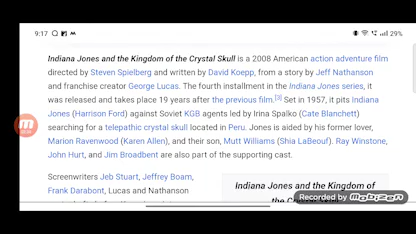 9:17
29%
Indiana Jones and the Kingdom of the Crystal Skull is a 2008 American action adventure film
directed by Steven Spielberg and written by David Koepp, from a story by Jeff Nathanson
and franchise creator George Lucas. The fourth installment in the Indiana Jones series, it
was released and takes place 19 years after the previous film.[3] Set in 1957, it pits Indiana
Jones (Harrison Ford) against Soviet KGB agents led by Irina Spalko (Cate Blanchett)
searching for a telepathic crystal skull located in Peru. Jones is aided by his former lover,
Marion Ravenwood (Karen Allen), and their son, Mutt Williams (Shia LaBeouf). Ray Winstone,
John Hurt, and Jim Broadbent are also part of the supporting cast.
Screenwriters Jeb Stuart, Jeffrey Boam,
Frank Darabont, Lucas and Nathanson
Indiana Jones and the Kingdom of
the Crystal Skull
Recorded by Mobizen